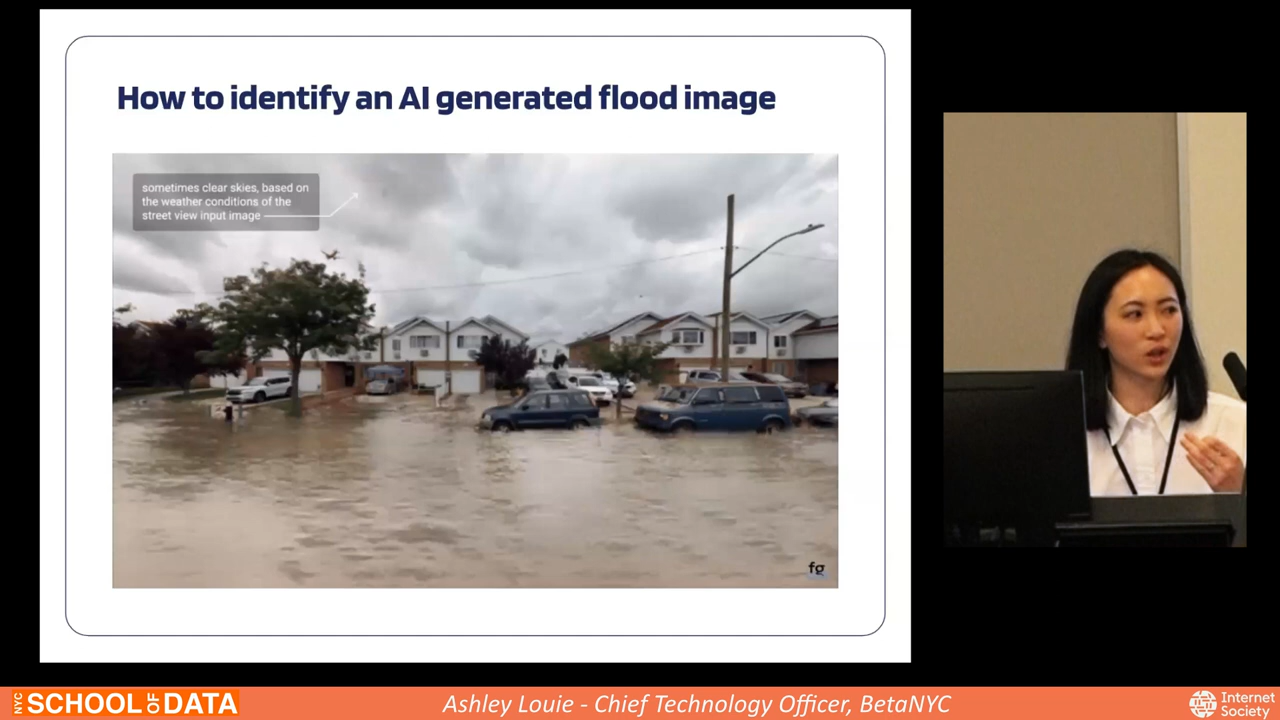 How to identify an AI generated flood image
sometimes clear skies, based on
the weather conditions of the
street view input image
fg
NYC SCHOOL OF DATA
Ashley Louie - Chief Technology Officer, BetaNYC
Internet
Society